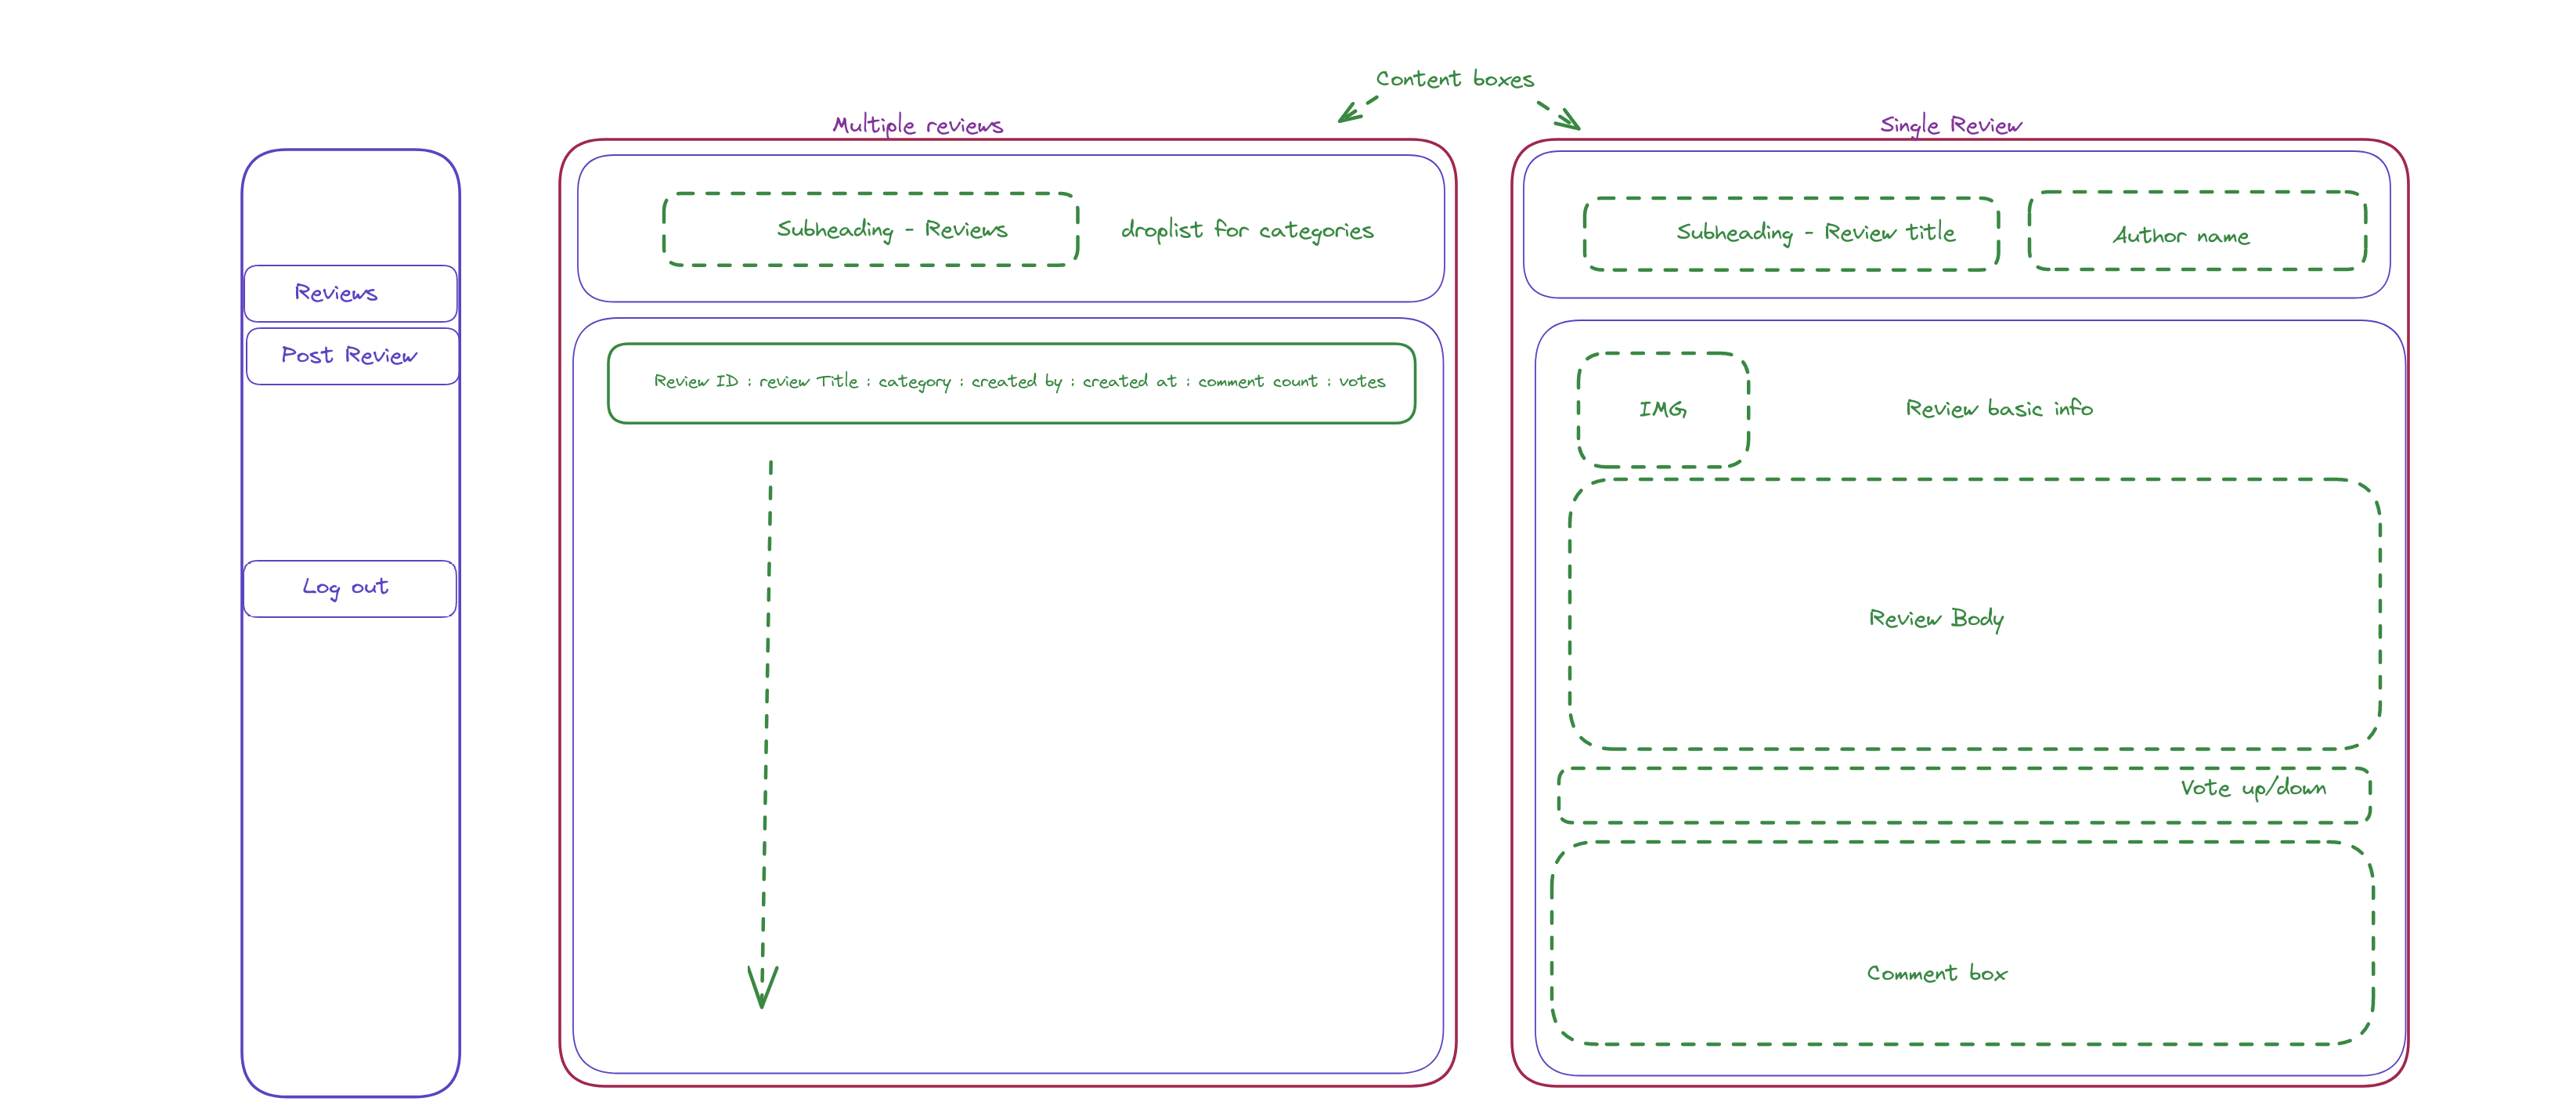 Content boxes
Multiple reviews
Single Review
Reviews
Post Review
Log out
Subheading - Reviews
droplist for categories
Review ID : review Title : category : created by : created at : comment count : votes
Subheading - Review title
Author name
IMG
Review basic info
Review Body
Vote up/down
Comment box